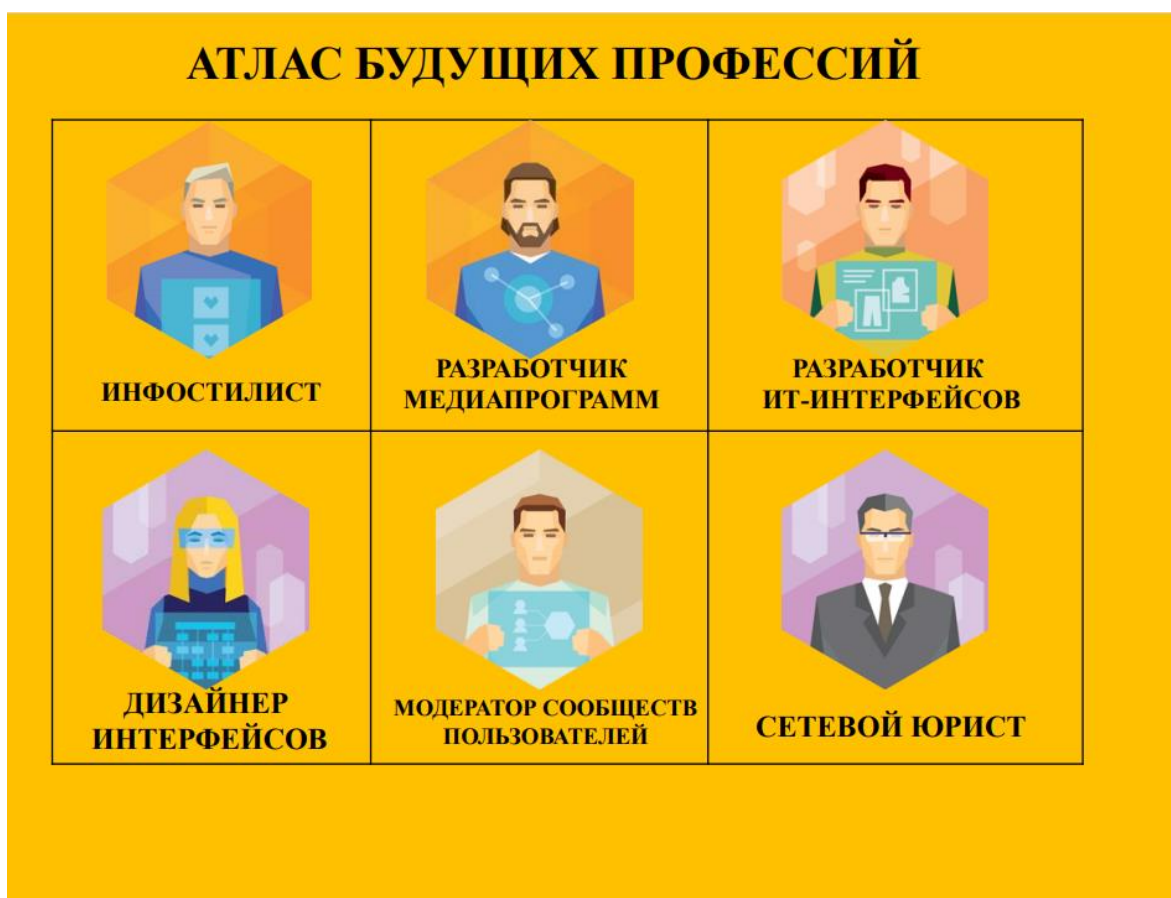 АТЛАС БУДУЩИХ ПРОФЕССИЙ
ИНФОСТИЛИСТ
РАЗРАБОТЧИК
МЕДИАПРОГРАММ
РАЗРАБОТЧИК
ИТ-ИНТЕРФЕЙСОВ
ДИЗАЙНЕР
ИНТЕРФЕЙСОВ
МОДЕРАТОР СООБЩЕСТВ
ПОЛЬЗОВАТЕЛЕЙ
СЕТЕВОЙ ЮРИСТ